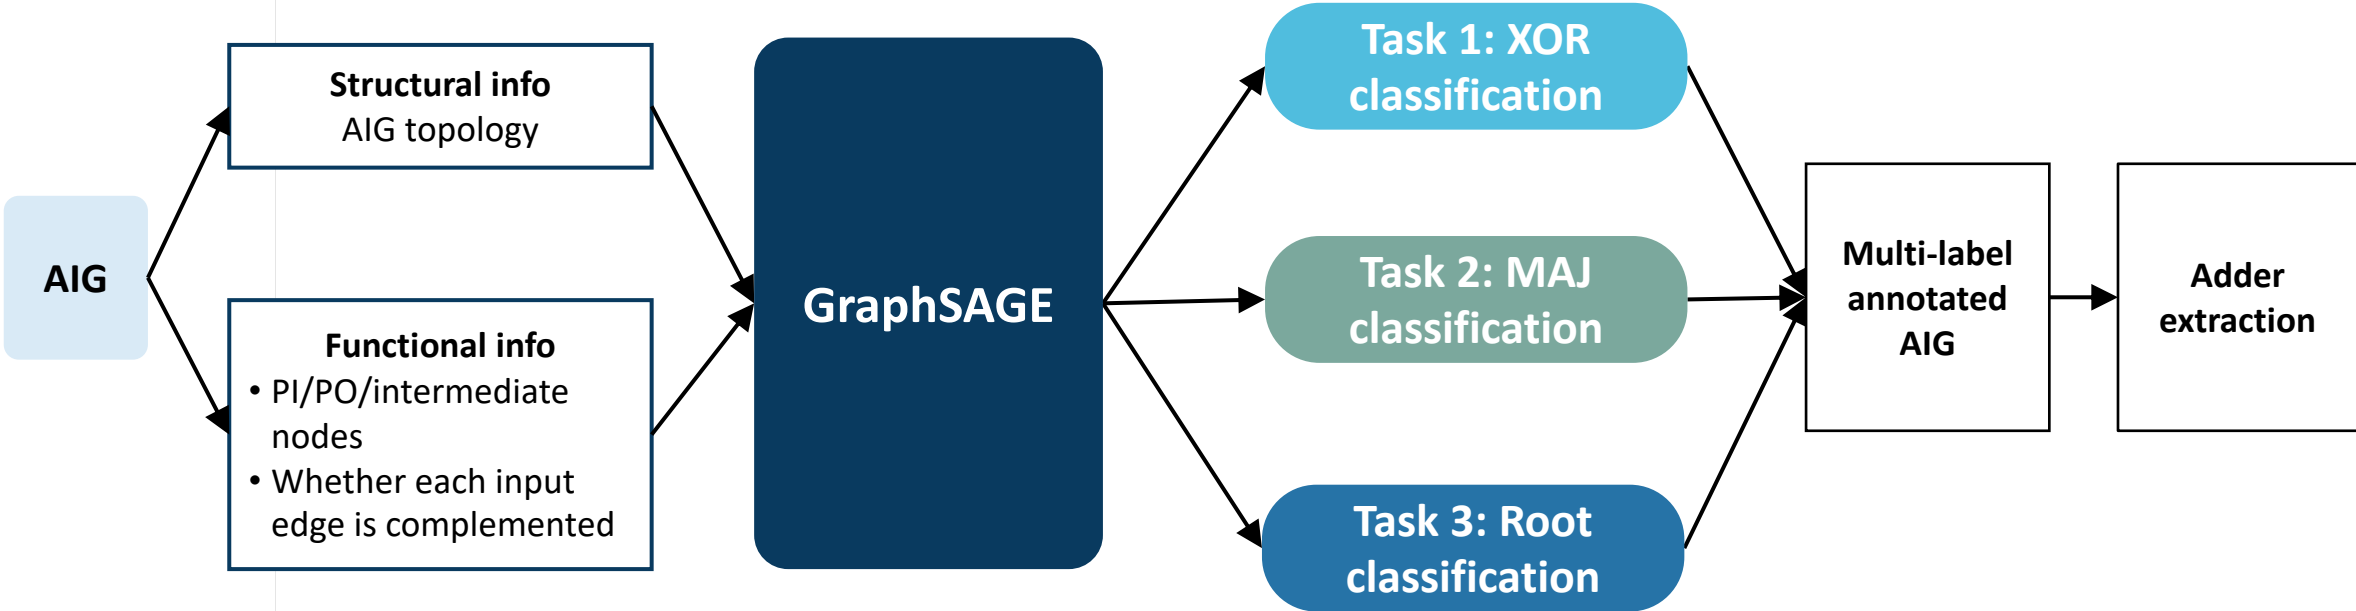 AIG
Structural info
AIG topology
Functional info
• PI/PO/intermediate
nodes
• Whether each input
edge is complemented
GraphSAGE
Task 1: XOR
classification
Task 2: MAJ
classification
Task 3: Root
classification
Multi-label
annotated
AIG
Adder
extraction